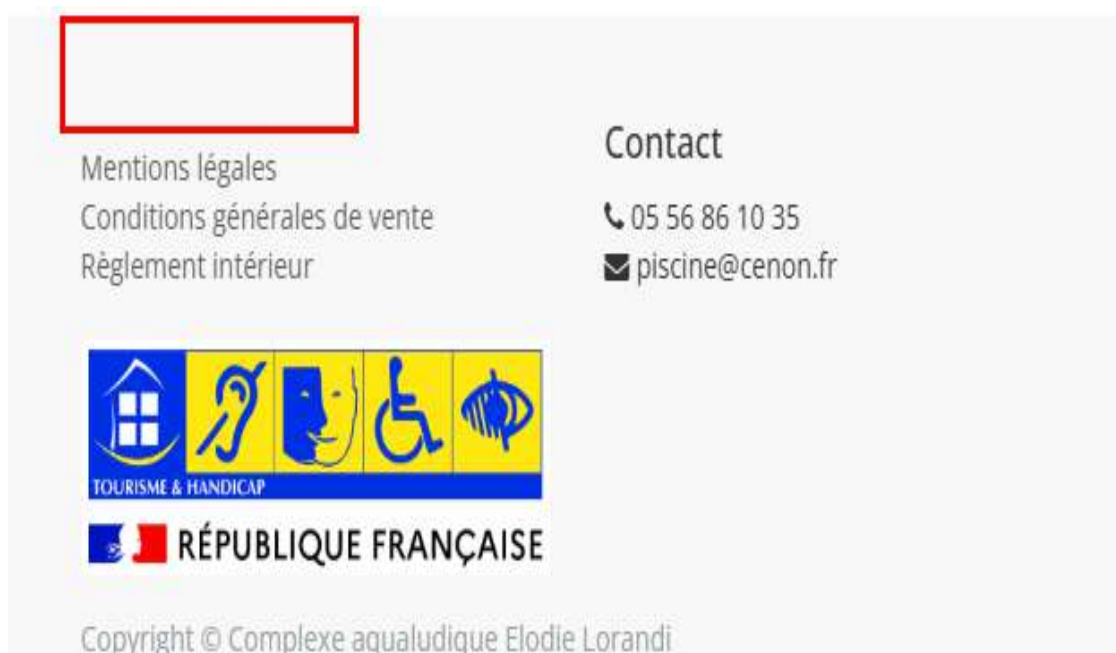 Mentions légales
Conditions générales de vente
Règlement intérieur
Contact
05 56 86 10 35
piscine@cenon.fr
TOURISME & HANDICAP
RÉPUBLIQUE FRANÇAISE
Copyright © Complexe aqualudique Elodie Lorandi